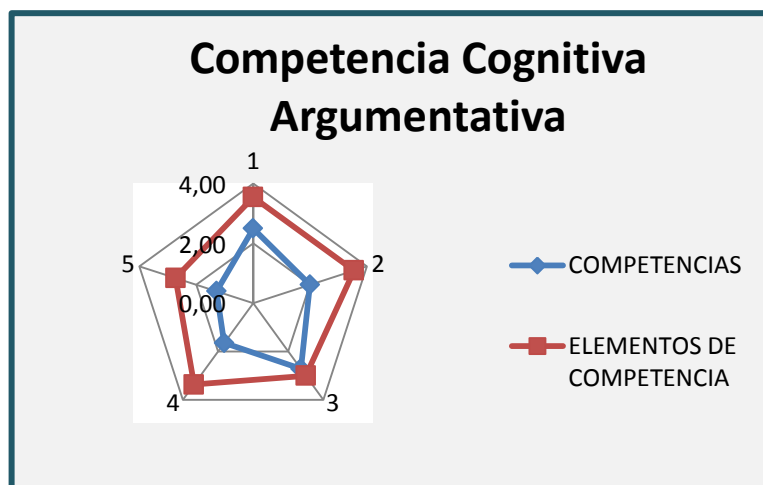 Competencia Cognitiva
Argumentativa
1
4,00
2,00
0,00
5
2
4
3
COMPETENCIAS
ELEMENTOS DE
COMPETENCIA